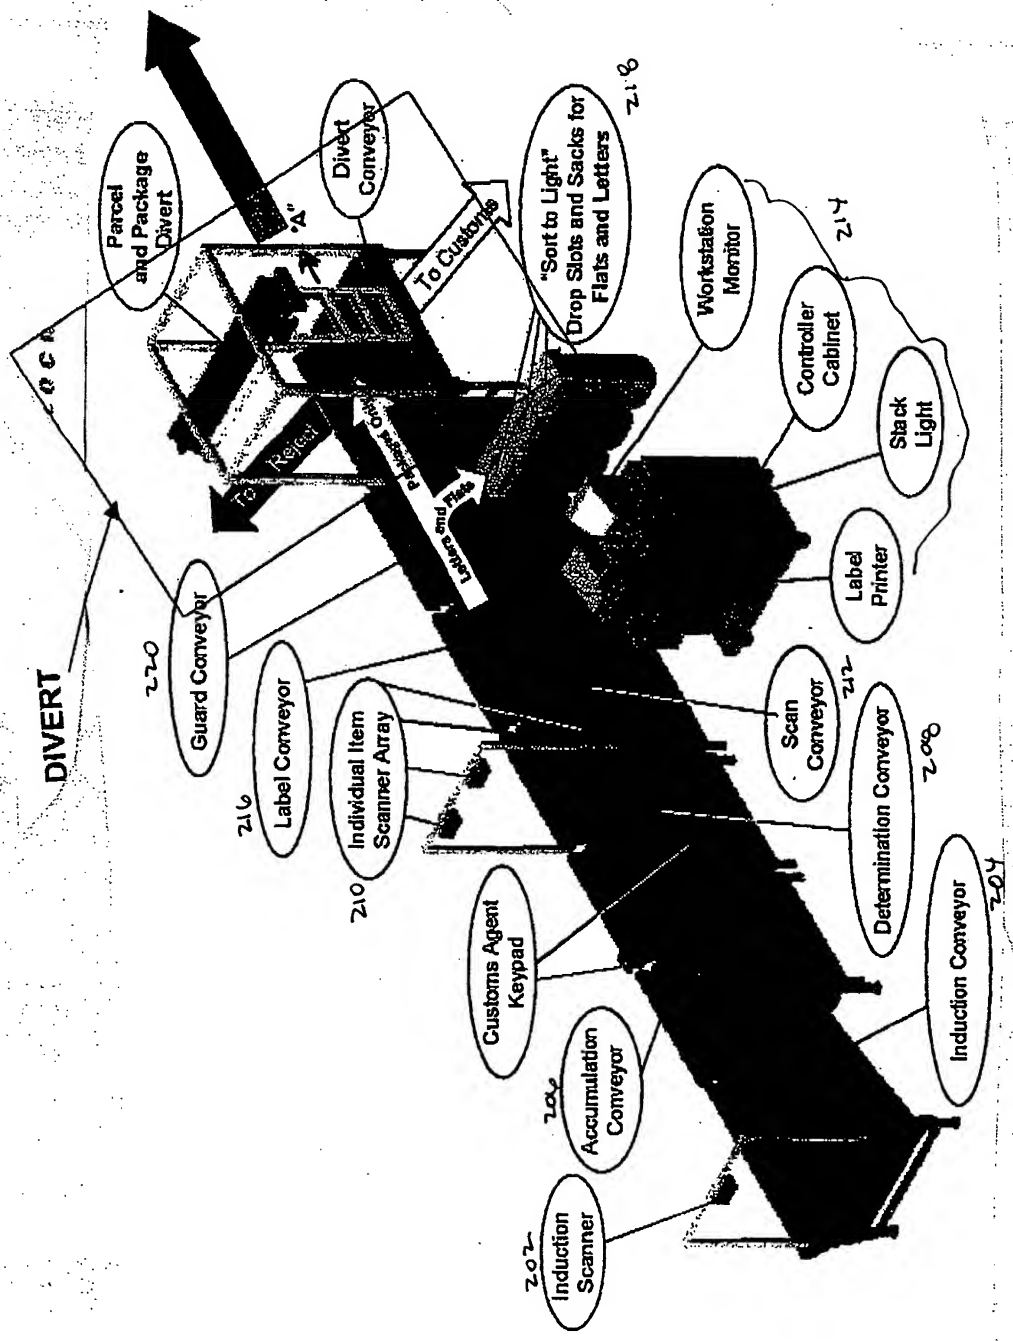 DIVERT
Parcel
and Package
Divert
Divert
Conveyor
"A"
To Customs
To Reject
Letters and Flats
"Sort to Light"
Drop Slots and Sacks for
Flats and Letters
218
Workstation
Monitor
214
Controller
Cabinet
Stack
Light
Label
Printer
220
Guard Conveyor
216
Label Conveyor
Individual Item
Scanner Array
210
Scan
Conveyor
212
Determination Conveyor
208
Customs Agent
Keypad
Induction Conveyor
204
206
Accumulation
Conveyor
202
Induction
Scanner